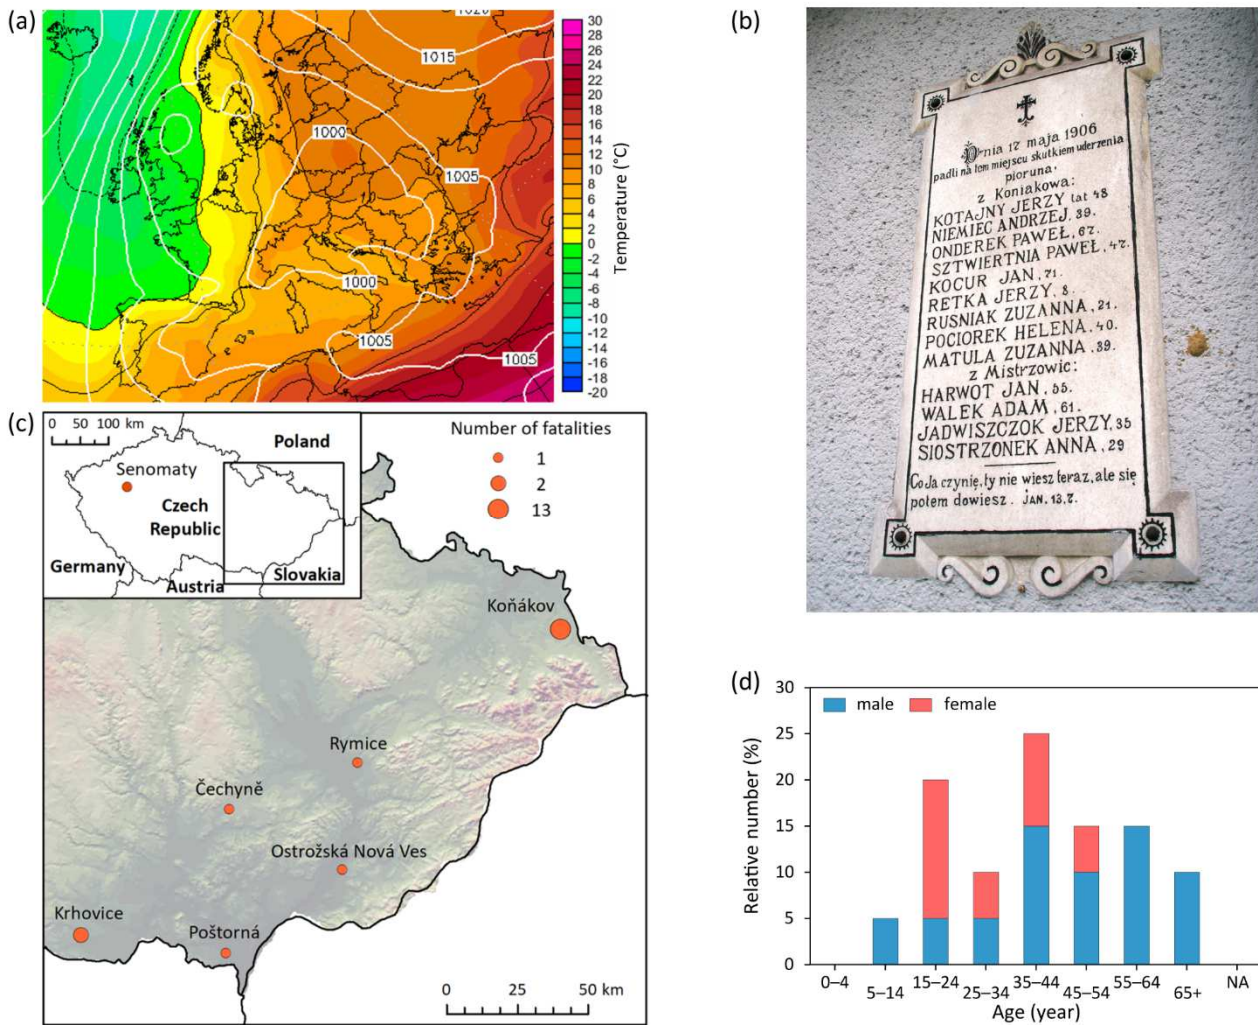 (a)
1020
1015
1000
1005
1000
1005
1005
30
28
26
24
22
20
18
16
14
12
10
8
6
4
2
0
-2
-4
-6
-8
-10
-12
-14
-16
-18
-20
Temperature (°C)
(b)
Dnia 17 maja 1906
padli na tem miejscu skutkiem uderzenia
pioruna,
z Koniakowa:
KOTAJNY JERZY lat 48
NIEMIEC ANDRZEJ, 39.
ONDEREK PAWEŁ, 67.
SZTWIERTNIA PAWEŁ, 47.
KOCUR JAN, 71.
RETKA JERZY, 8.
RUSNIAK ZUZANNA, 21.
POCIOREK HELENA, 40.
MATULA ZUZANNA, 39.
z Mistrzowic:
HARWOT JAN, 55.
WALEK ADAM, 61.
JADWISZCZOK JERZY, 35
SIOSTRZONEK ANNA, 29
Co Ja czynię, ty nie wiesz teraz, ale się
potem dowiesz. JAN, 13, 7.
(c)
0 50 100 km
Poland
Senomaty
Czech
Republic
Germany
Austria
Slovakia
Number of fatalities
1
2
13
Koňákov
Rymice
Čechyně
Ostrožská Nová Ves
Krhovice
Poštorná
0 25 50 km
(d)
male female
Relative number (%)
30
25
20
15
10
5
0
0–4 5–14 15–24 25–34 35–44 45–54 55–64 65+ NA
Age (year)